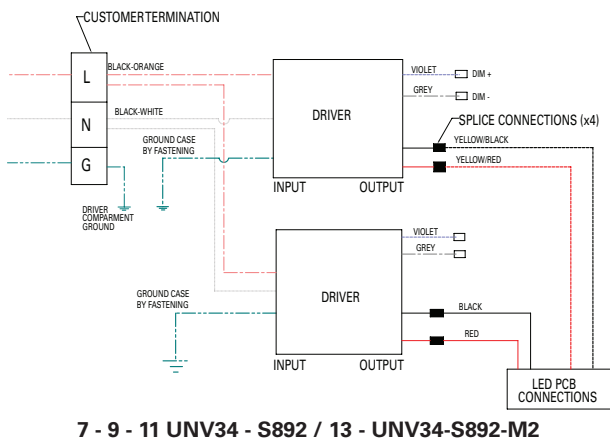 CUSTOMER TERMINATION
L
BLACK-ORANGE
N
BLACK-WHITE
G
DRIVER
COMPARMENT
GROUND
GROUND CASE
BY FASTENING
DRIVER
INPUT
OUTPUT
VIOLET
DIM +
GREY
DIM -
SPLICE CONNECTIONS (x4)
YELLOW/BLACK
YELLOW/RED
GROUND CASE
BY FASTENING
DRIVER
INPUT
OUTPUT
VIOLET
GREY
BLACK
RED
LED PCB
CONNECTIONS
7 - 9 - 11 UNV34 - S892 / 13 - UNV34-S892-M2